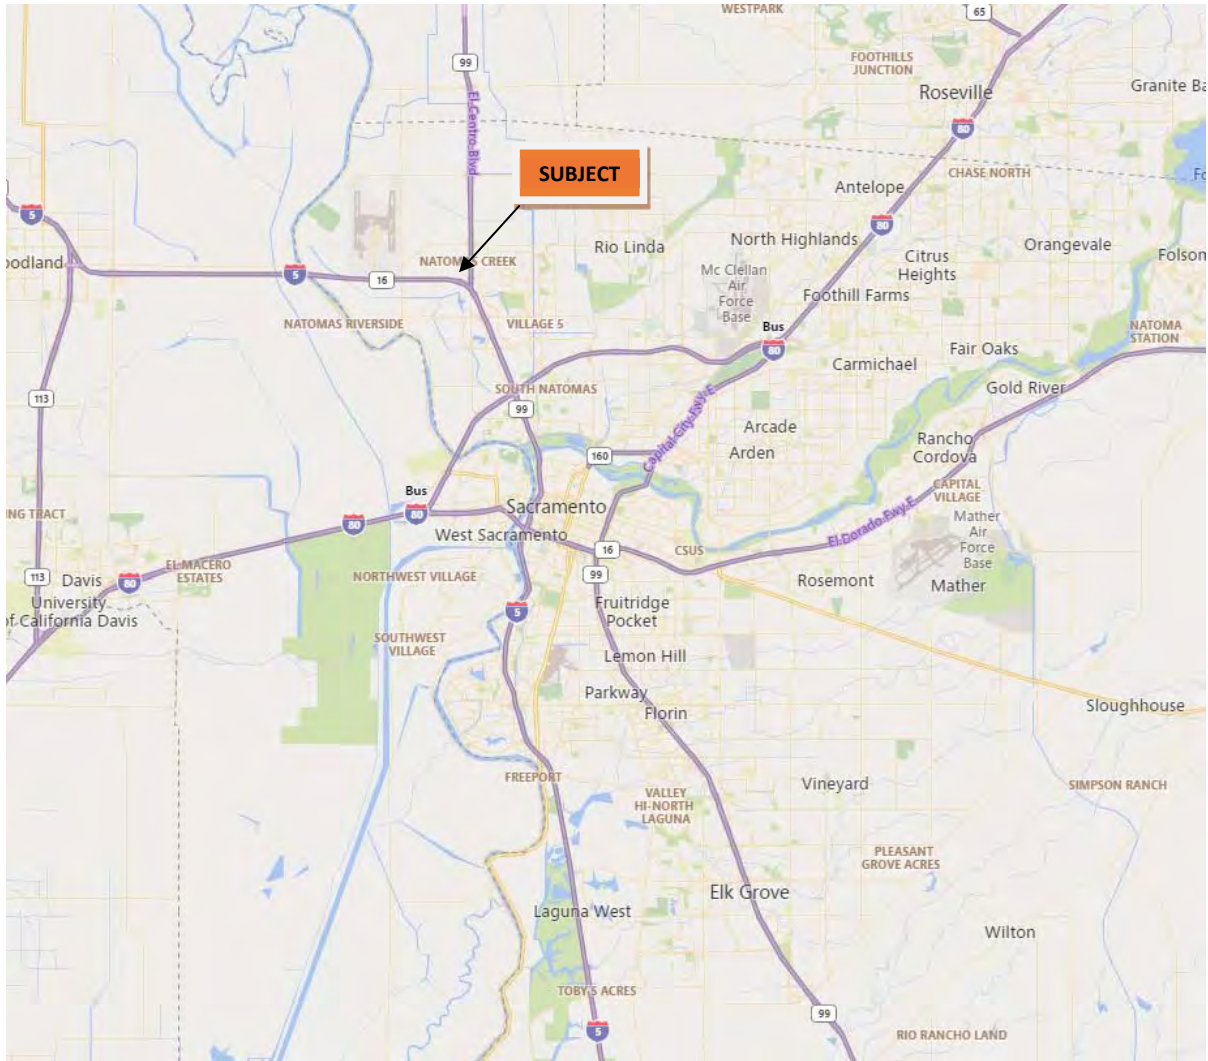 WESTPARK
65
FOOTHILLS
JUNCTION
99
Roseville
Granite Ba
El Centro Blvd
80
SUBJECT
CHASE NORTH
Antelope
Fo
5
80
Rio Linda
North Highlands
Orangevale
Citrus
Heights
Folsom
oodland
NATOMAS CREEK
5
16
Mc Clellan
Air
Force
Base
Foothill Farms
NATOMAS RIVERSIDE
VILLAGE 5
Bus
80
NATOMA
STATION
Fair Oaks
Carmichael
SOUTH NATOMAS
Gold River
113
99
Capital City Fwy E
Arcade
Arden
Rancho
Cordova
160
CAPITAL
VILLAGE
Bus
80
Sacramento
NG TRACT
80
West Sacramento
Mather
Air
Force
Base
El Dorado Fwy E
16
CSUS
EL MACERO
ESTATES
113
Davis
80
NORTHWEST VILLAGE
99
Rosemont
Mather
University
of California Davis
5
Fruitridge
Pocket
SOUTHWEST
VILLAGE
Lemon Hill
Parkway
Florin
Sloughhouse
FREEPORT
Vineyard
SIMPSON RANCH
VALLEY
HI-NORTH
LAGUNA
PLEASANT
GROVE ACRES
Elk Grove
Laguna West
Wilton
TOBY'S ACRES
99
5
RIO RANCHO LAND